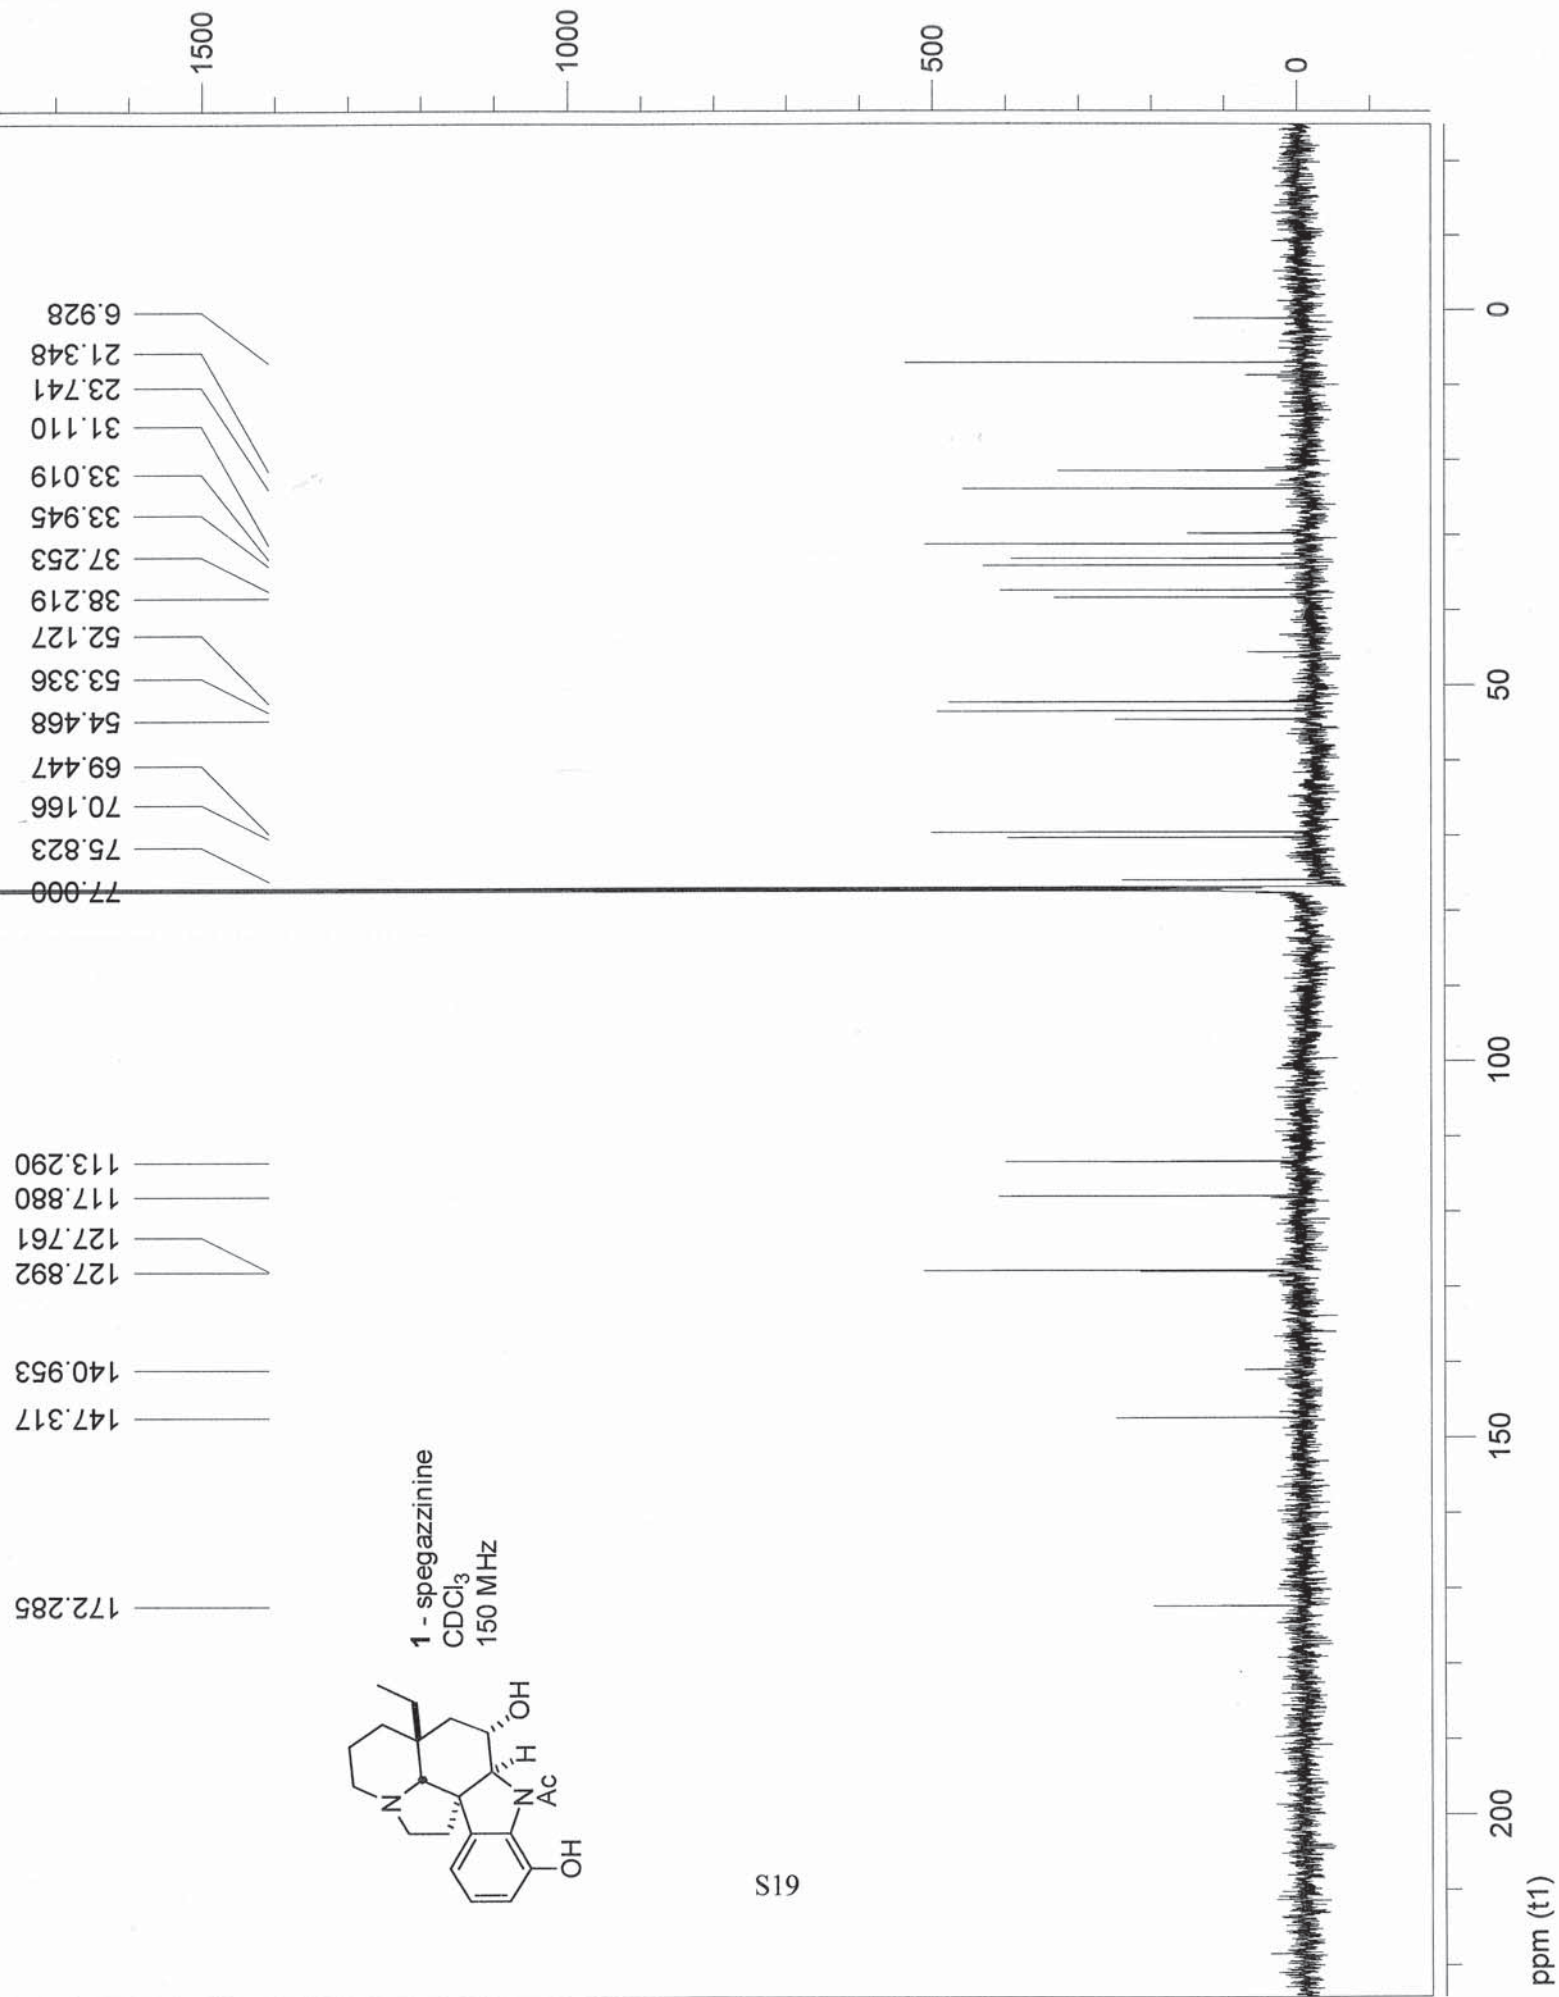 1500
1000
500
0
6.928
21.348
23.741
31.110
33.019
33.945
37.253
38.219
52.127
53.336
54.468
69.447
70.166
75.823
77.000
113.290
117.880
127.761
127.892
140.953
147.317
172.285
0
50
100
150
200
ppm (t1)
1 - spegazzinine
CDCl₃
150 MHz
N
OH
H
N
Ac
OH
S19